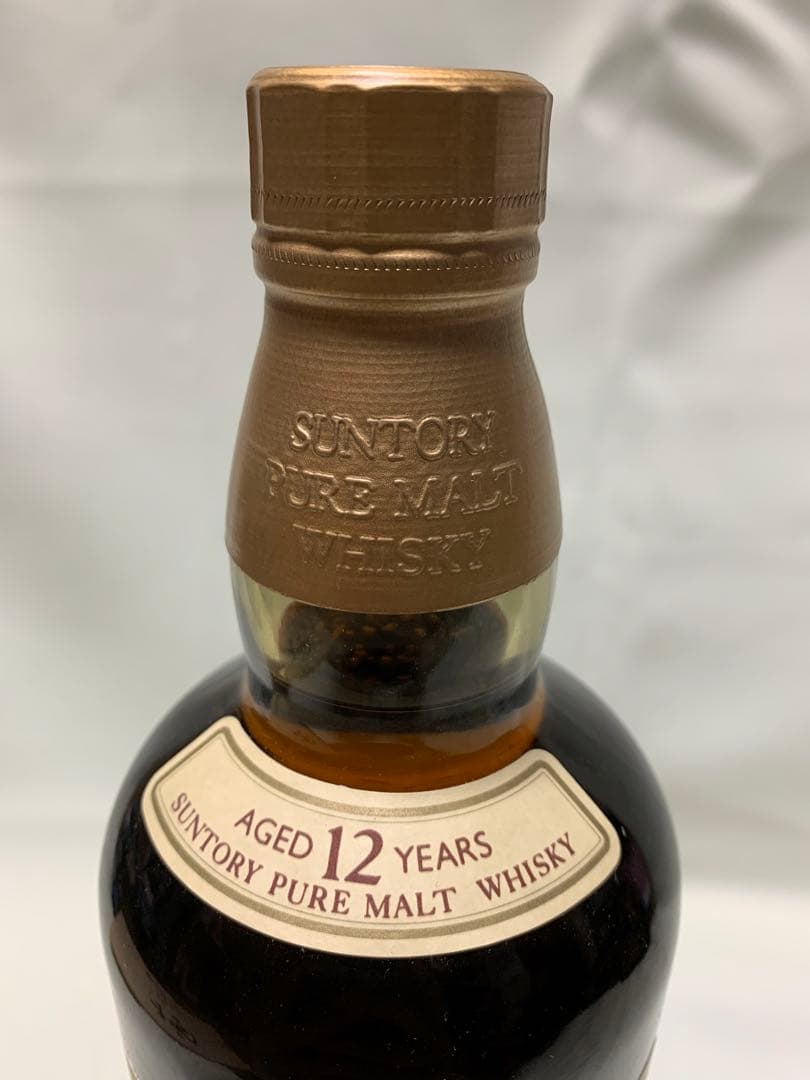 SUNTORY
PURE MALT
WHISKY
AGED 12 YEARS
SUNTORY PURE MALT WHISKY